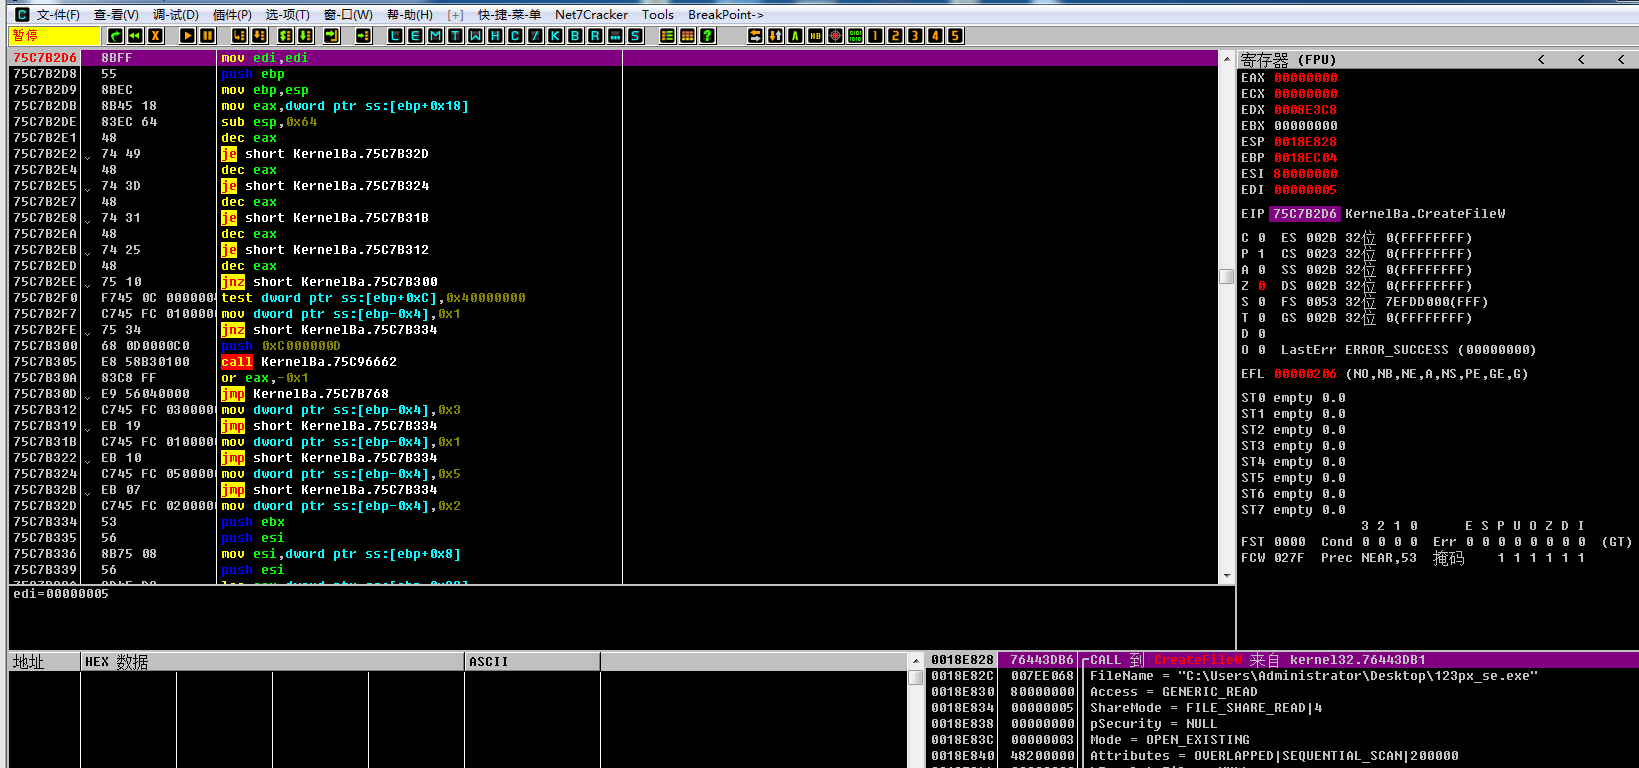 C 文-(F) 查-看(V) 调-试(D) 插件(P) 选-项(T) 窗-口(W) 帮-助(H) [+] 快-捷-菜-单 Net7Cracker Tools BreakPoint->
暂停 L E M T W H C / K B R ... S ? A HB 1 2 3 4 5
75C7B2D6 8BFF mov edi,edi
75C7B2D8 55 push ebp
75C7B2D9 8BEC mov ebp,esp
75C7B2DB 8B45 18 mov eax,dword ptr ss:[ebp+0x18]
75C7B2DE 83EC 64 sub esp,0x64
75C7B2E1 48 dec eax
75C7B2E2 74 49 je short KernelBa.75C7B32D
75C7B2E4 48 dec eax
75C7B2E5 74 3D je short KernelBa.75C7B324
75C7B2E7 48 dec eax
75C7B2E8 74 31 je short KernelBa.75C7B31B
75C7B2EA 48 dec eax
75C7B2EB 74 25 je short KernelBa.75C7B312
75C7B2ED 48 dec eax
75C7B2EE 75 10 jnz short KernelBa.75C7B300
75C7B2F0 F745 0C 0000004 test dword ptr ss:[ebp+0xC],0x40000000
75C7B2F7 C745 FC 0100000 mov dword ptr ss:[ebp-0x4],0x1
75C7B2FE 75 34 jnz short KernelBa.75C7B334
75C7B300 68 0D0000C0 push 0xC000000D
75C7B305 E8 58B30100 call KernelBa.75C96662
75C7B30A 83C8 FF or eax,-0x1
75C7B30D E9 56040000 jmp KernelBa.75C7B768
75C7B312 C745 FC 0300000 mov dword ptr ss:[ebp-0x4],0x3
75C7B319 EB 19 jmp short KernelBa.75C7B334
75C7B31B C745 FC 0100000 mov dword ptr ss:[ebp-0x4],0x1
75C7B322 EB 10 jmp short KernelBa.75C7B334
75C7B324 C745 FC 0500000 mov dword ptr ss:[ebp-0x4],0x5
75C7B32B EB 07 jmp short KernelBa.75C7B334
75C7B32D C745 FC 0200000 mov dword ptr ss:[ebp-0x4],0x2
75C7B334 53 push ebx
75C7B335 56 push esi
75C7B336 8B75 08 mov esi,dword ptr ss:[ebp+0x8]
75C7B339 56 push esi
edi=00000005
寄存器 (FPU) < < <
EAX 00000000
ECX 00000000
EDX 0008E3C8
EBX 00000000
ESP 0018E828
EBP 0018EC04
ESI 80000000
EDI 00000005
EIP 75C7B2D6 KernelBa.CreateFileW
C 0 ES 002B 32位 0(FFFFFFFF)
P 1 CS 0023 32位 0(FFFFFFFF)
A 0 SS 002B 32位 0(FFFFFFFF)
Z 0 DS 002B 32位 0(FFFFFFFF)
S 0 FS 0053 32位 7EFDD000(FFF)
T 0 GS 002B 32位 0(FFFFFFFF)
D 0
O 0 LastErr ERROR_SUCCESS (00000000)
EFL 00000206 (NO,NB,NE,A,NS,PE,GE,G)
ST0 empty 0.0
ST1 empty 0.0
ST2 empty 0.0
ST3 empty 0.0
ST4 empty 0.0
ST5 empty 0.0
ST6 empty 0.0
ST7 empty 0.0
3 2 1 0 E S P U O Z D I
FST 0000 Cond 0 0 0 0 Err 0 0 0 0 0 0 0 0 (GT)
FCW 027F Prec NEAR,53 掩码 1 1 1 1 1 1
地址 HEX 数据 ASCII
0018E828 76443DB6 CALL 到 CreateFileW 来自 kernel32.76443DB1
0018E82C 007EE068 FileName = "C:\Users\Administrator\Desktop\123px_se.exe"
0018E830 80000000 Access = GENERIC_READ
0018E834 00000005 ShareMode = FILE_SHARE_READ|4
0018E838 00000000 pSecurity = NULL
0018E83C 00000003 Mode = OPEN_EXISTING
0018E840 48200000 Attributes = OVERLAPPED|SEQUENTIAL_SCAN|200000